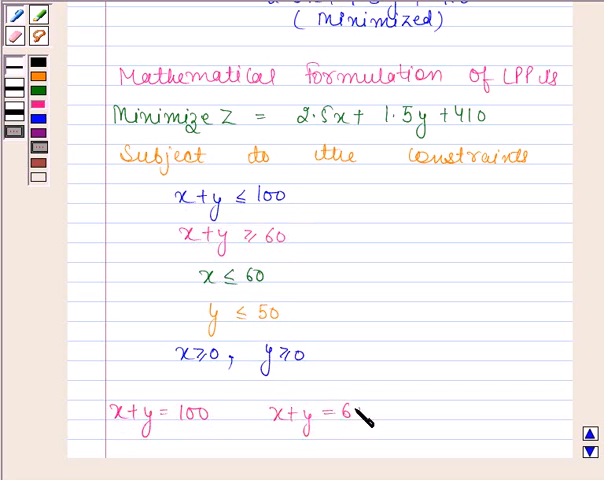 (Minimized)
Mathematical Formulation of LPP is
Minimize Z = 2.5x + 1.5y + 410
Subject to the constraints
x+y ≤ 100
x+y ≥ 60
x ≤ 60
y ≤ 50
x≥0, y≥0
x+y = 100 x+y = 6